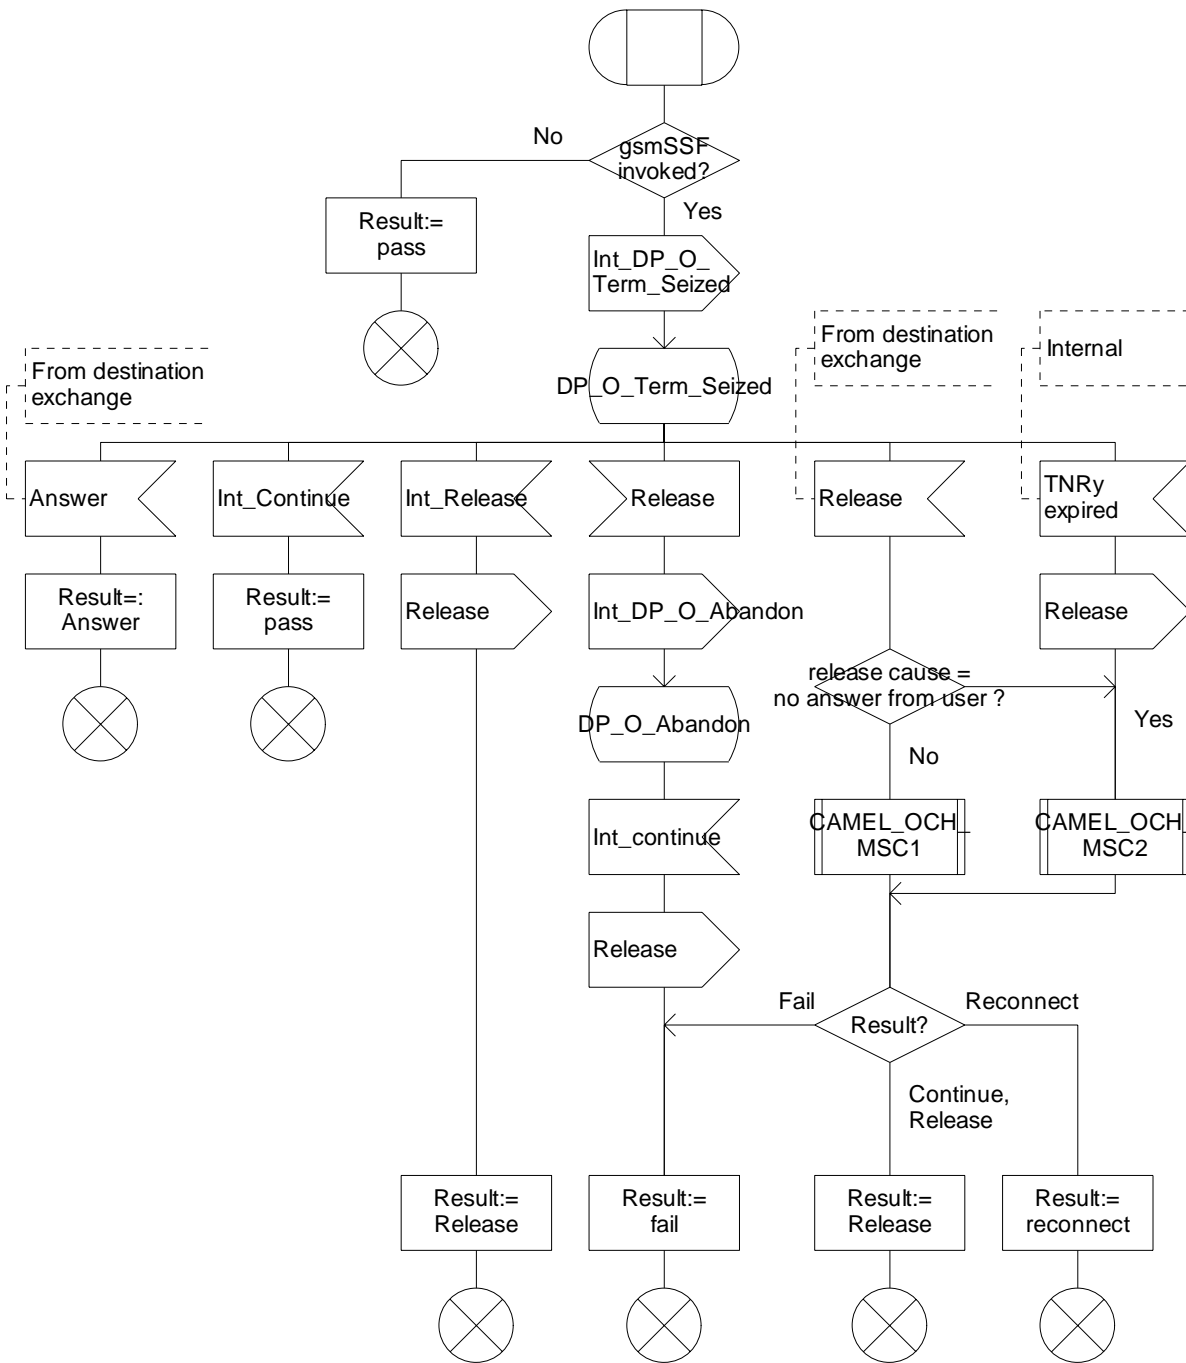 No
gsmSSF
invoked?
Yes
Result:=
pass
Int_DP_O_
Term_Seized
From destination
exchange
Internal
From destination
exchange
DP_O_Term_Seized
Answer
Int_Continue
Int_Release
Release
Release
TNRy
expired
Result=:
Answer
Result:=
pass
Release
Int_DP_O_Abandon
Release
release cause =
no answer from user ?
DP_O_Abandon
Yes
No
Int_continue
CAMEL_OCH_
MSC1
CAMEL_OCH_
MSC2
Release
Fail
Reconnect
Result?
Continue,
Release
Result:=
Release
Result:=
fail
Result:=
Release
Result:=
reconnect